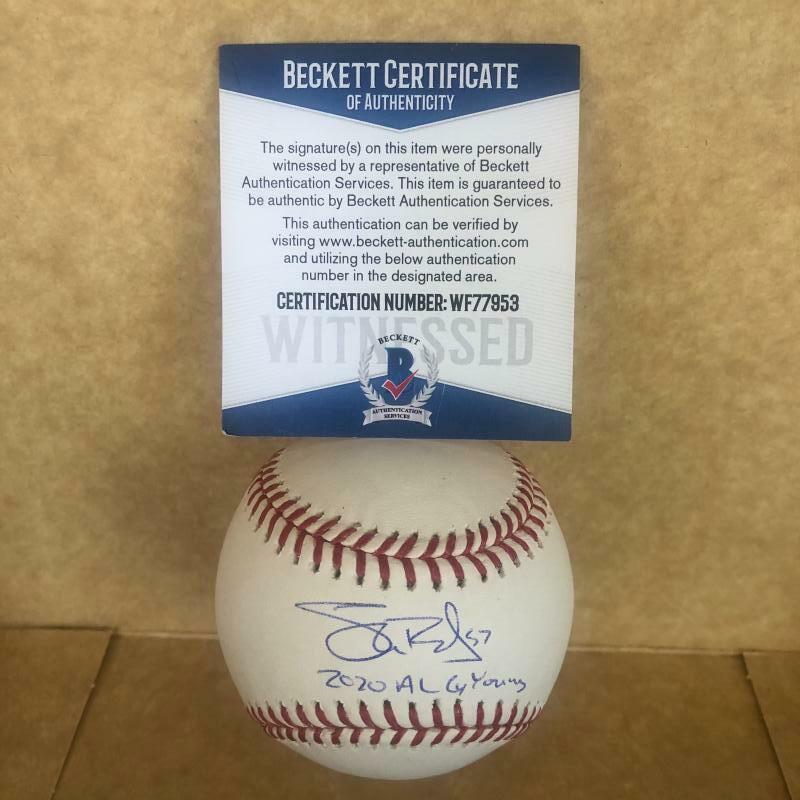 BECKETT CERTIFICATE
OF AUTHENTICITY
The signature(s) on this item were personally
witnessed by a representative of Beckett
Authentication Services. This item is guaranteed to
be authentic by Beckett Authentication Services.
This authentication can be verified by
visiting www.beckett-authentication.com
and utilizing the below authentication
number in the designated area.
CERTIFICATION NUMBER: WF77953
WITNESSED
BECKETT
B
AUTHENTICATION
SERVICES
57
2020 AL Cy Young